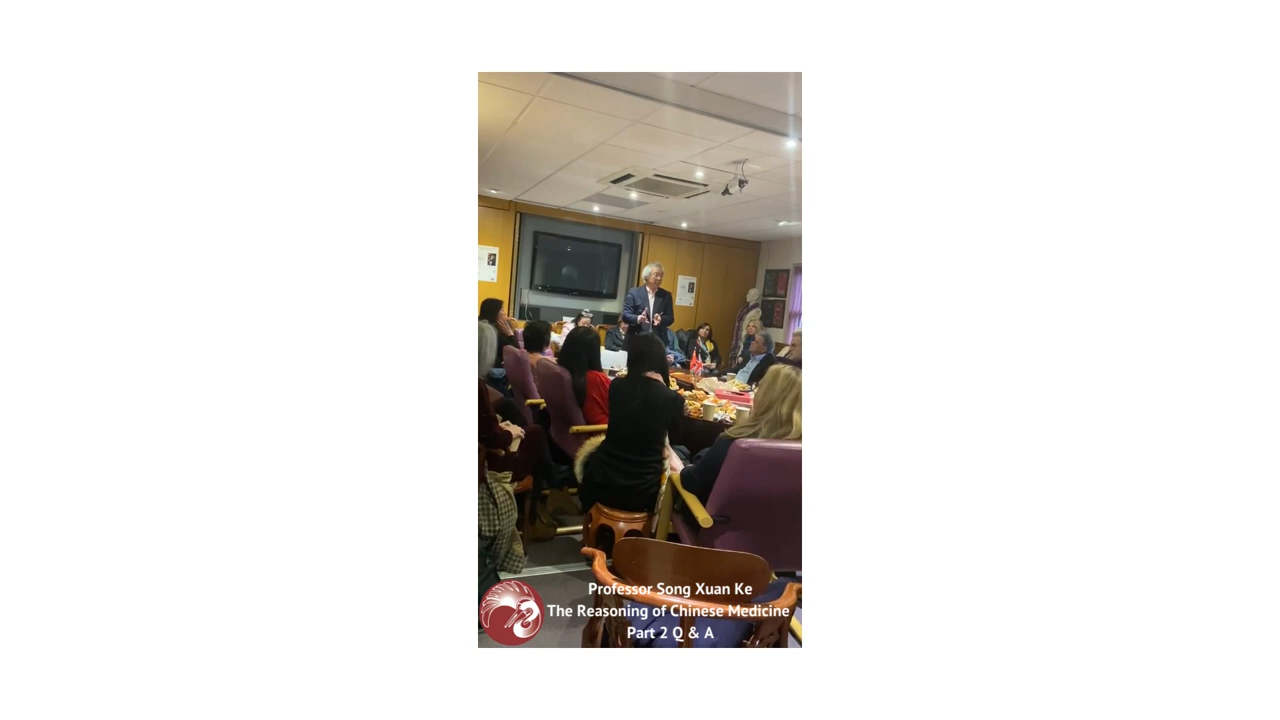 Professor Song Xuan Ke
The Reasoning of Chinese Medicine
Part 2 Q & A